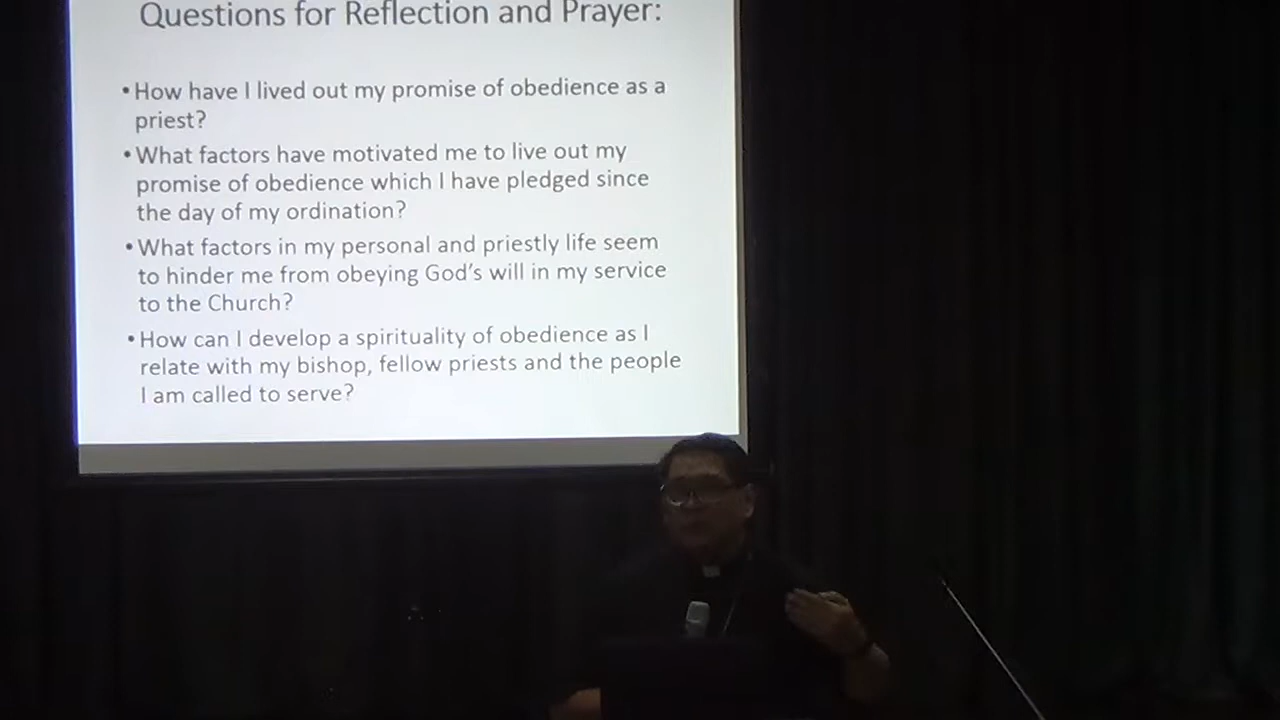 Questions for Reflection and Prayer:
• How have I lived out my promise of obedience as a
priest?
• What factors have motivated me to live out my
promise of obedience which I have pledged since
the day of my ordination?
• What factors in my personal and priestly life seem
to hinder me from obeying God's will in my service
to the Church?
• How can I develop a spirituality of obedience as I
relate with my bishop, fellow priests and the people
I am called to serve?